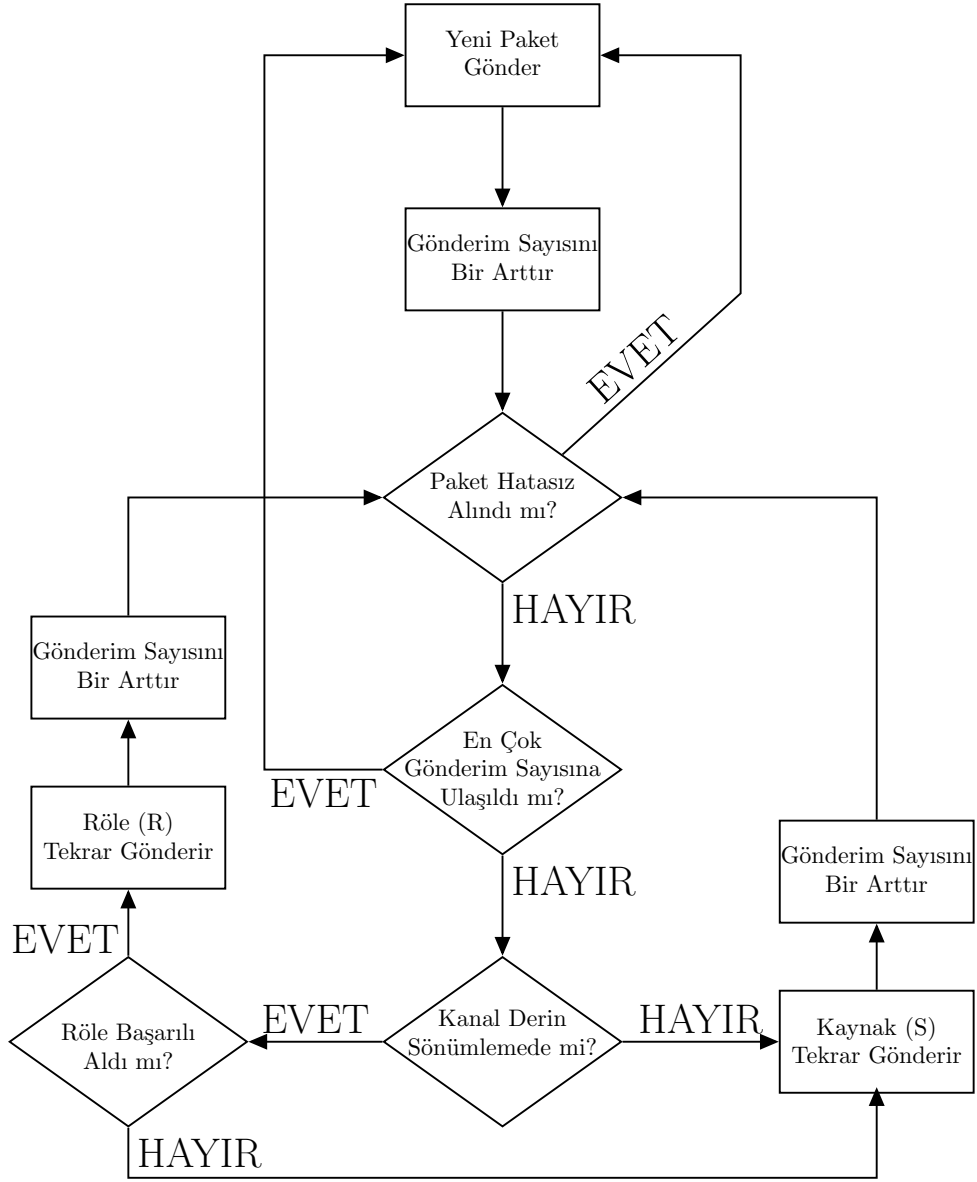 Yeni Paket
Gönder
Gönderim Sayısını
Bir Arttır
EVET
Paket Hatasız
Alındı mı?
HAYIR
Gönderim Sayısını
Bir Arttır
En Çok
Gönderim Sayısına
Ulaşıldı mı?
EVET
Röle (R)
Tekrar Gönderir
HAYIR
Gönderim Sayısını
Bir Arttır
EVET
Röle Başarılı
Aldı mı?
EVET
Kanal Derin
Sönümlemede mi?
HAYIR
Kaynak (S)
Tekrar Gönderir
HAYIR